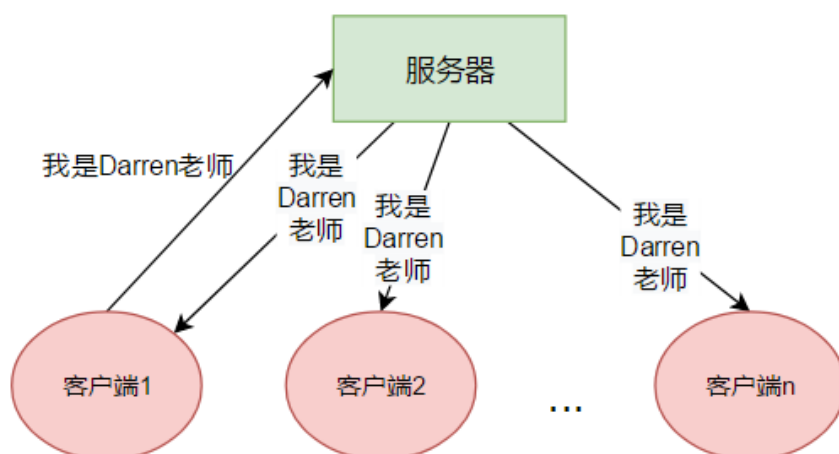 服务器
我是Darren老师
我是
Darren
老师
我是
Darren
老师
我是
Darren
老师
客户端1
客户端2
...
客户端n